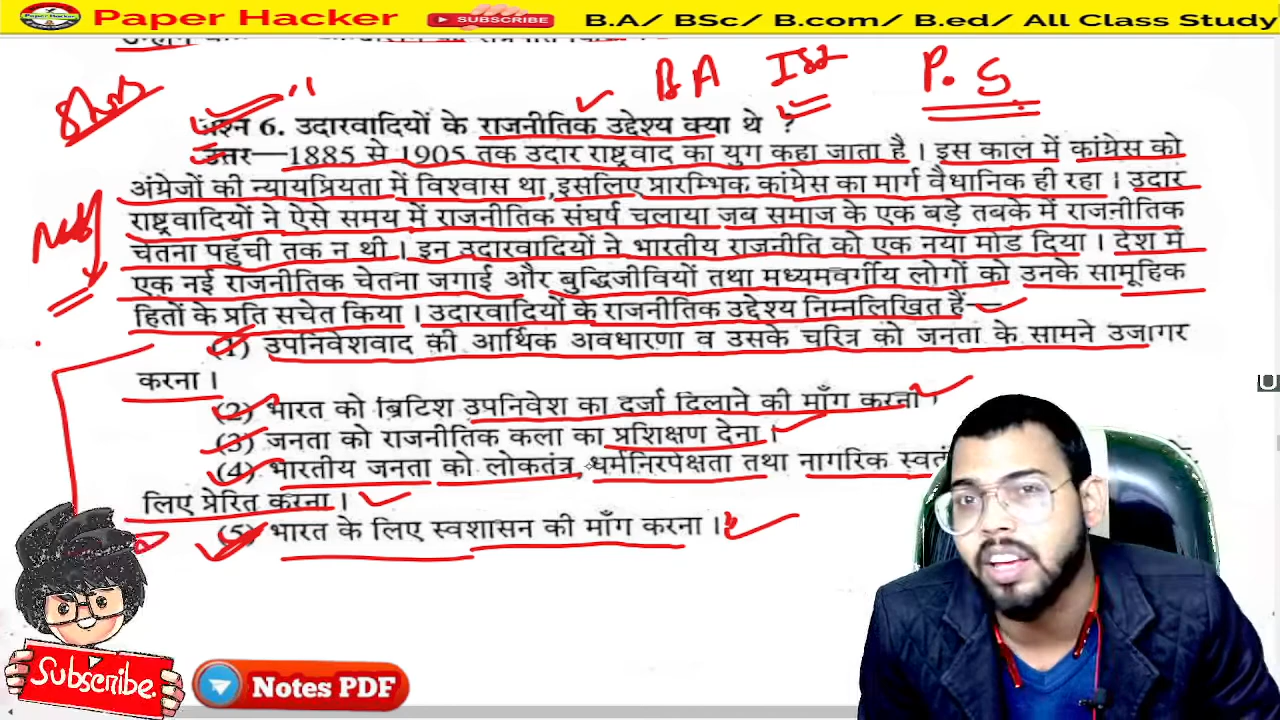 Paper Hacker SUBSCRIBE B.A/ BSc/ B.com/ B.ed/ All Class Study
B A Ist P. S.
प्रश्न 6. उदारवादियों के राजनीतिक उद्देश्य क्या थे ?
उत्तर—1885 से 1905 तक उदार राष्ट्रवाद का युग कहा जाता है । इस काल में कांग्रेस को
अंग्रेजों की न्यायप्रियता में विश्वास था, इसलिए प्रारम्भिक कांग्रेस का मार्ग वैधानिक ही रहा । उदार
राष्ट्रवादियों ने ऐसे समय में राजनीतिक संघर्ष चलाया जब समाज के एक बड़े तबके में राजनीतिक
चेतना पहुँची तक न थी । इन उदारवादियों ने भारतीय राजनीति को एक नया मोड दिया । देश में
एक नई राजनीतिक चेतना जगाई और बुद्धिजीवियों तथा मध्यमवर्गीय लोगों को उनके सामूहिक
हितों के प्रति सचेत किया । उदारवादियों के राजनीतिक उद्देश्य निम्नलिखित हैं—
(1) उपनिवेशवाद की आर्थिक अवधारणा व उसके चरित्र को जनता के सामने उजागर
करना ।
(2) भारत को ब्रिटिश उपनिवेश का दर्जा दिलाने की माँग करना ।
(3) जनता को राजनीतिक कला का प्रशिक्षण देना ।
(4) भारतीय जनता को लोकतंत्र, धर्मनिरपेक्षता तथा नागरिक
लिए प्रेरित करना ।
(5) भारत के लिए स्वशासन की माँग करना ।
Subscribe.
Notes PDF